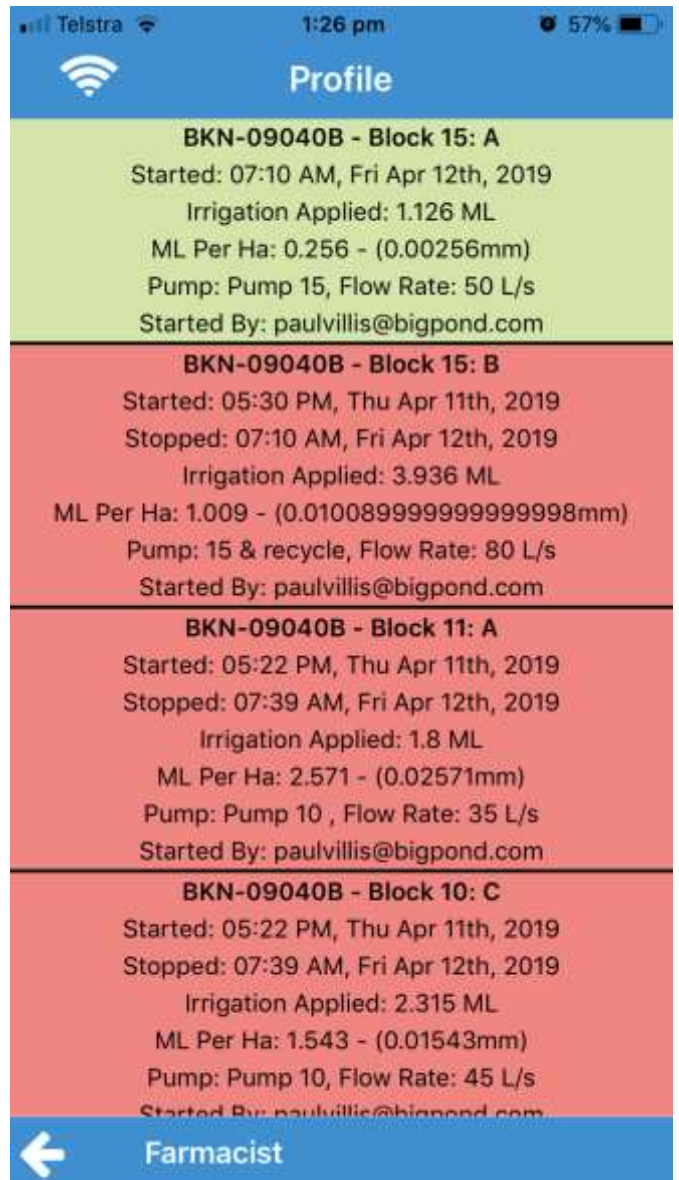 Telstra 1:26 pm 57%
Profile
BKN-09040B - Block 15: A
Started: 07:10 AM, Fri Apr 12th, 2019
Irrigation Applied: 1.126 ML
ML Per Ha: 0.256 - (0.00256mm)
Pump: Pump 15, Flow Rate: 50 L/s
Started By: paulvillis@bigpond.com
BKN-09040B - Block 15: B
Started: 05:30 PM, Thu Apr 11th, 2019
Stopped: 07:10 AM, Fri Apr 12th, 2019
Irrigation Applied: 3.936 ML
ML Per Ha: 1.009 - (0.010089999999999998mm)
Pump: 15 & recycle, Flow Rate: 80 L/s
Started By: paulvillis@bigpond.com
BKN-09040B - Block 11: A
Started: 05:22 PM, Thu Apr 11th, 2019
Stopped: 07:39 AM, Fri Apr 12th, 2019
Irrigation Applied: 1.8 ML
ML Per Ha: 2.571 - (0.02571mm)
Pump: Pump 10 , Flow Rate: 35 L/s
Started By: paulvillis@bigpond.com
BKN-09040B - Block 10: C
Started: 05:22 PM, Thu Apr 11th, 2019
Stopped: 07:39 AM, Fri Apr 12th, 2019
Irrigation Applied: 2.315 ML
ML Per Ha: 1.543 - (0.01543mm)
Pump: Pump 10, Flow Rate: 45 L/s
Started By: paulvillis@bigpond.com
Farmacist